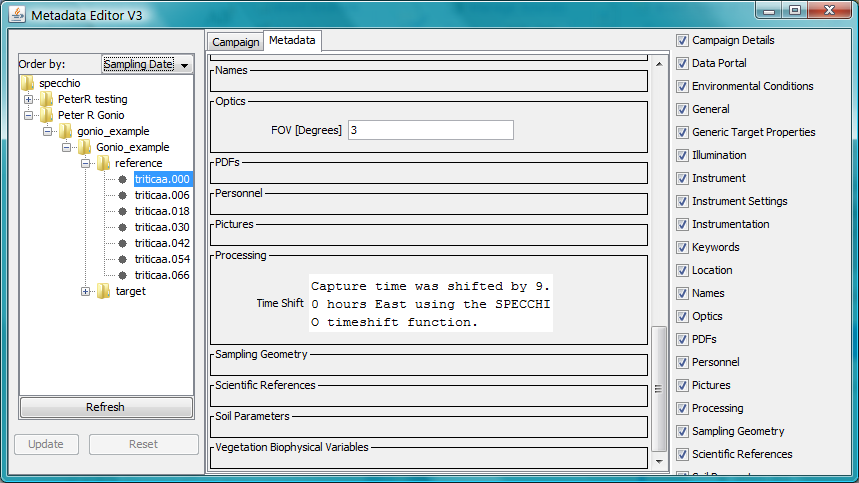 Metadata Editor V3
Order by:
Sampling Date
specchio
PeterR testing
Peter R Gonio
gonio_example
Gonio_example
reference
triticaa.000
triticaa.006
triticaa.018
triticaa.030
triticaa.042
triticaa.054
triticaa.066
target
Refresh
Update
Reset
Campaign
Metadata
Names
Optics
FOV [Degrees]
3
PDFs
Personnel
Pictures
Processing
Time Shift
Capture time was shifted by 9.
0 hours East using the SPECCHI
O timeshift function.
Sampling Geometry
Scientific References
Soil Parameters
Vegetation Biophysical Variables
Campaign Details
Data Portal
Environmental Conditions
General
Generic Target Properties
Illumination
Instrument
Instrument Settings
Instrumentation
Keywords
Location
Names
Optics
PDFs
Personnel
Pictures
Processing
Sampling Geometry
Scientific References